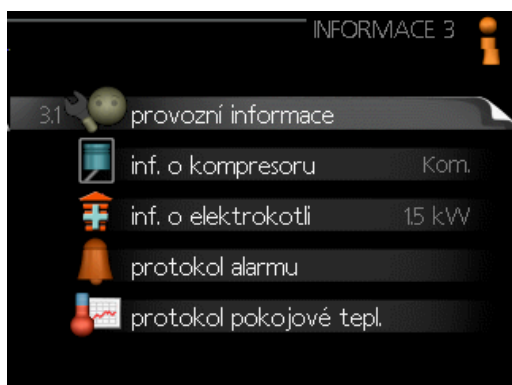 INFORMACE 3
3.1 provozní informace
inf. o kompresoru Kom.
inf. o elektrokotli 1.5 kW
protokol alarmu
protokol pokojové tepl.